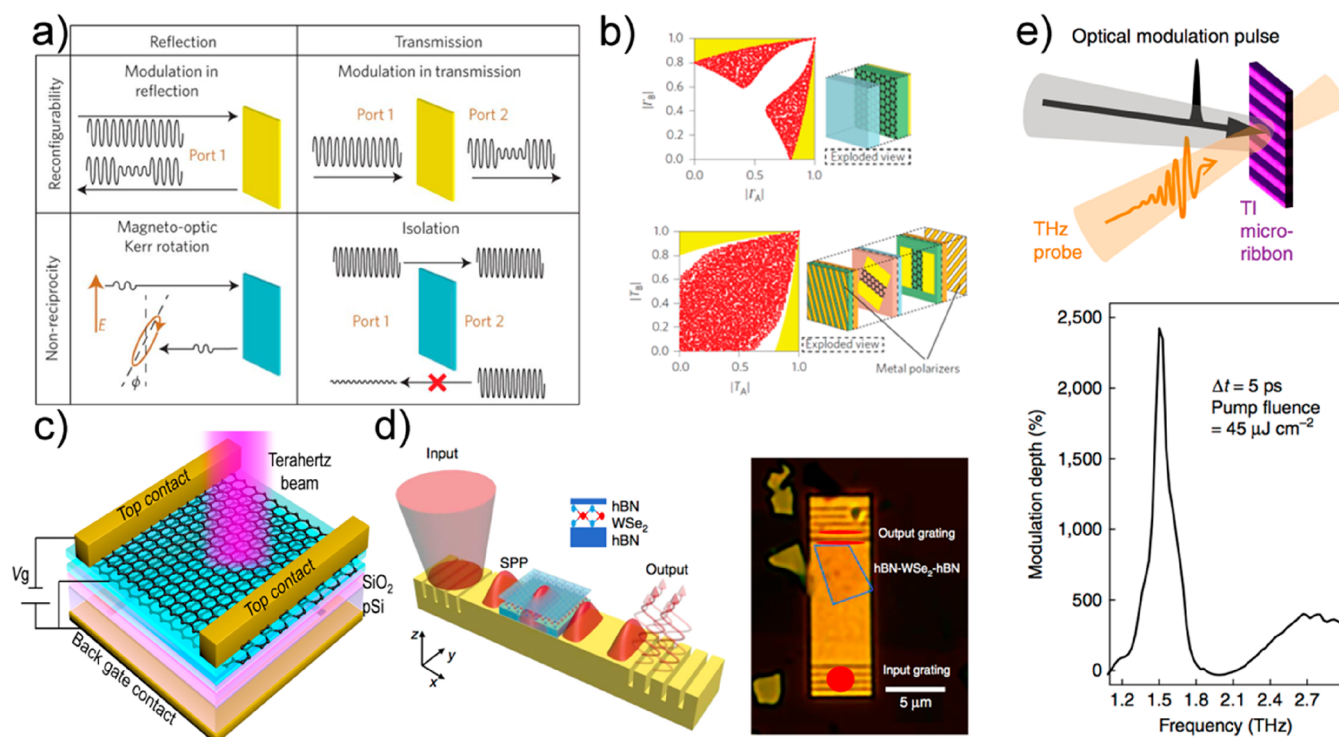 a)
Reflection
Transmission
Reconfigurability
Modulation in
reflection
Port 1
Modulation in transmission
Port 1
Port 2
Non-reciprocity
Magneto-optic
Kerr rotation
E
ϕ
Isolation
Port 1
Port 2
b)
|Γ_B|
1.0
0.8
0.6
0.4
0.2
0.0
0.0
0.5
1.0
|Γ_A|
Exploded view
|T_B|
1.0
0.8
0.6
0.4
0.2
0.0
0.0
0.5
1.0
|T_A|
Exploded view
Metal polarizers
c)
Terahertz
beam
Top contact
Top contact
Vg
SiO₂
pSi
Back gate contact
d)
Input
hBN
WSe₂
hBN
SPP
Output
z
y
x
Output grating
hBN-WSe₂-hBN
Input grating
5 μm
e)
Optical modulation pulse
THz
probe
TI
micro-
ribbon
Modulation depth (%)
2,500
2,000
1,500
1,000
500
0
Δt = 5 ps
Pump fluence
= 45 μJ cm⁻²
1.5
1.8
2.1
2.4
2.7
Frequency (THz)